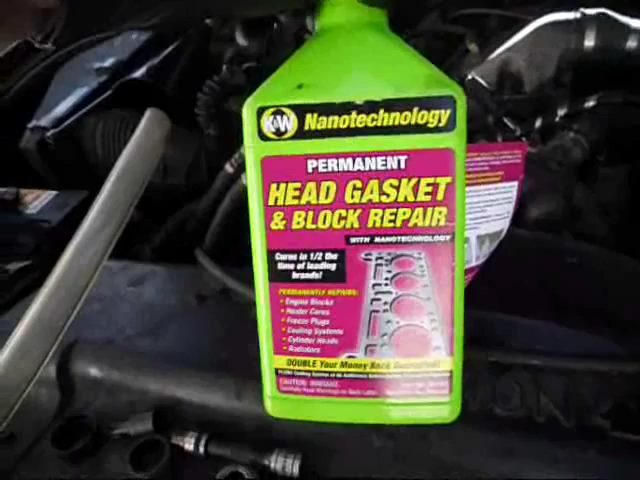 K&W Nanotechnology
PERMANENT
HEAD GASKET
& BLOCK REPAIR
WITH NANOTECHNOLOGY
Cures in 1/2 the
time of leading
brands!
PERMANENTLY REPAIRS:
• Engine Blocks
• Heater Cores
• Freeze Plugs
• Cooling Systems
• Cylinder Heads
• Radiators
DOUBLE Your Money Back Guarantee!
CAUTION: IRRITANT.